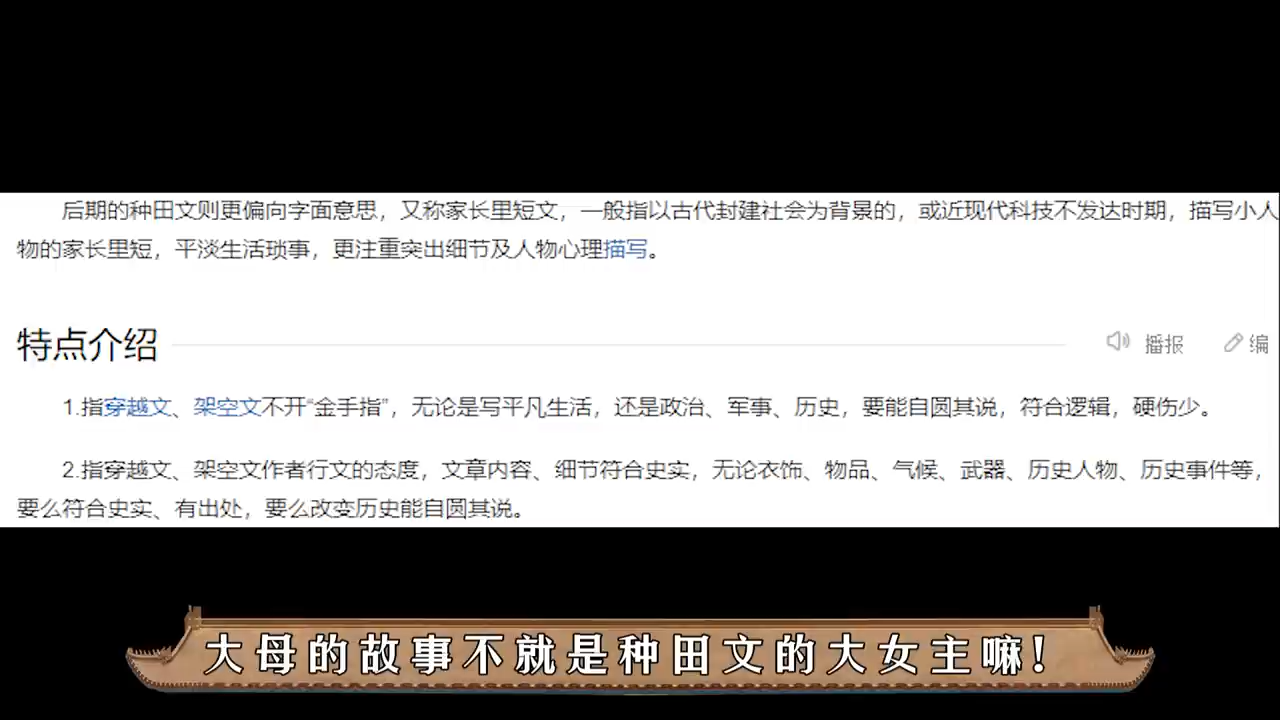 后期的种田文则更偏向字面意思，又称家长里短文，一般指以古代封建社会为背景的，或近现代科技不发达时期，描写小人
物的家长里短，平淡生活琐事，更注重突出细节及人物心理描写。
特点介绍
播报
编
1.指穿越文、架空文不开“金手指”，无论是写平凡生活，还是政治、军事、历史，要能自圆其说，符合逻辑，硬伤少。
2.指穿越文、架空文作者行文的态度，文章内容、细节符合史实，无论衣饰、物品、气候、武器、历史人物、历史事件等，
要么符合史实、有出处，要么改变历史能自圆其说。
大母的故事不就是种田文的大女主嘛！